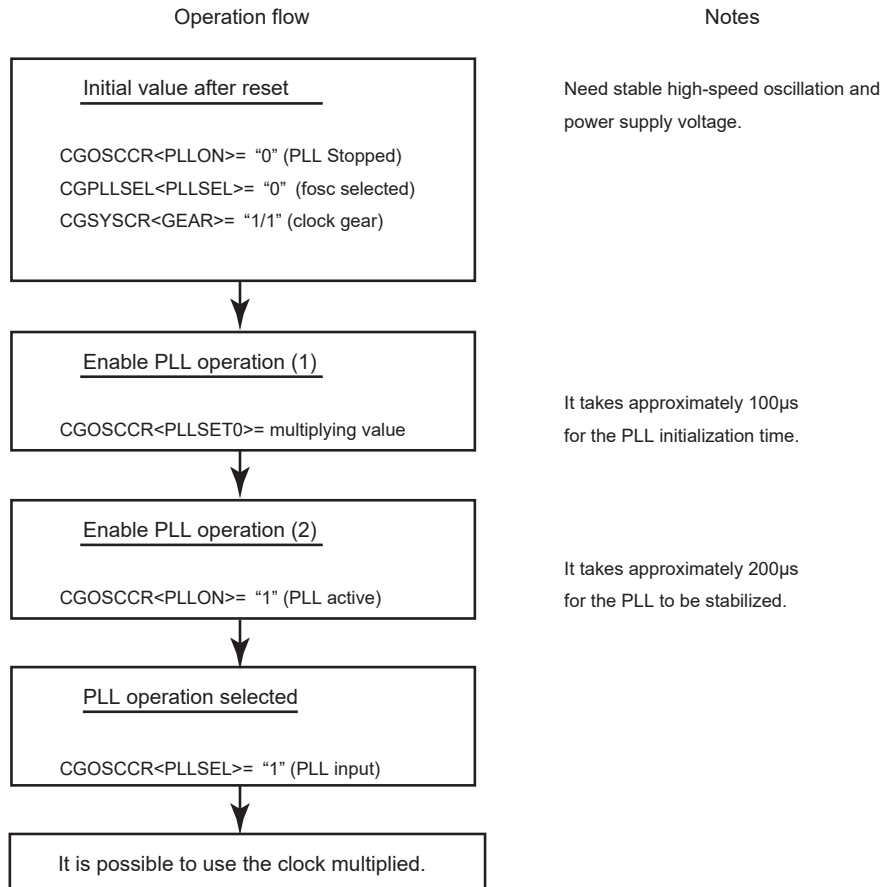 Operation flow
Notes
Initial value after reset
Need stable high-speed oscillation and
power supply voltage.
CGOSCCR<PLLON>= “0” (PLL Stopped)
CGPLLSEL<PLLSEL>= “0” (fosc selected)
CGSYSCR<GEAR>= “1/1” (clock gear)
Enable PLL operation (1)
CGOSCCR<PLLSET0>= multiplying value
It takes approximately 100µs
for the PLL initialization time.
Enable PLL operation (2)
CGOSCCR<PLLON>= “1” (PLL active)
It takes approximately 200µs
for the PLL to be stabilized.
PLL operation selected
CGOSCCR<PLLSEL>= “1” (PLL input)
It is possible to use the clock multiplied.